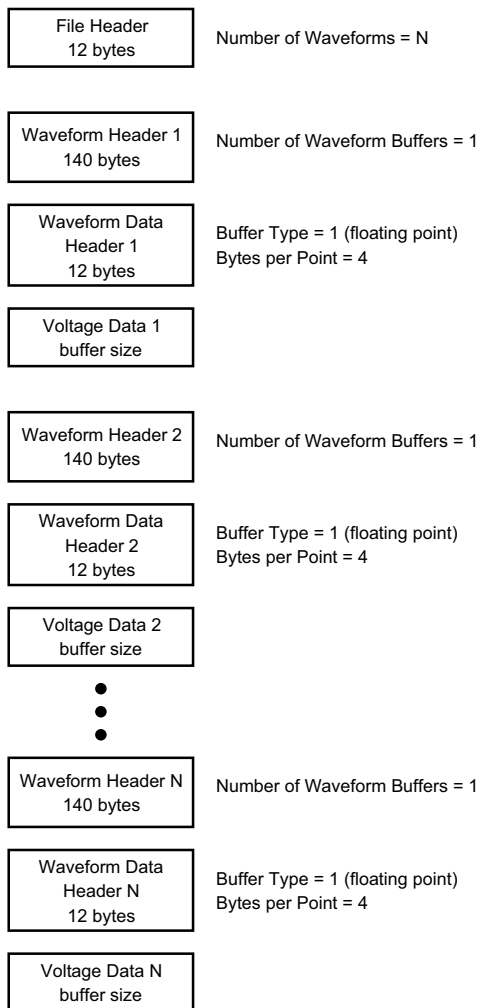 File Header
12 bytes
Number of Waveforms = N
Waveform Header 1
140 bytes
Number of Waveform Buffers = 1
Waveform Data
Header 1
12 bytes
Buffer Type = 1 (floating point)
Bytes per Point = 4
Voltage Data 1
buffer size
Waveform Header 2
140 bytes
Number of Waveform Buffers = 1
Waveform Data
Header 2
12 bytes
Buffer Type = 1 (floating point)
Bytes per Point = 4
Voltage Data 2
buffer size
Waveform Header N
140 bytes
Number of Waveform Buffers = 1
Waveform Data
Header N
12 bytes
Buffer Type = 1 (floating point)
Bytes per Point = 4
Voltage Data N
buffer size